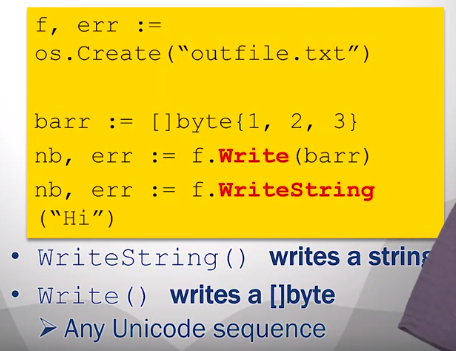 f, err :=
os.Create(“outfile.txt”)
barr := []byte{1, 2, 3}
nb, err := f.Write(barr)
nb, err := f.WriteString
(“Hi”)
• WriteString() writes a string
• Write() writes a []byte
➢ Any Unicode sequence